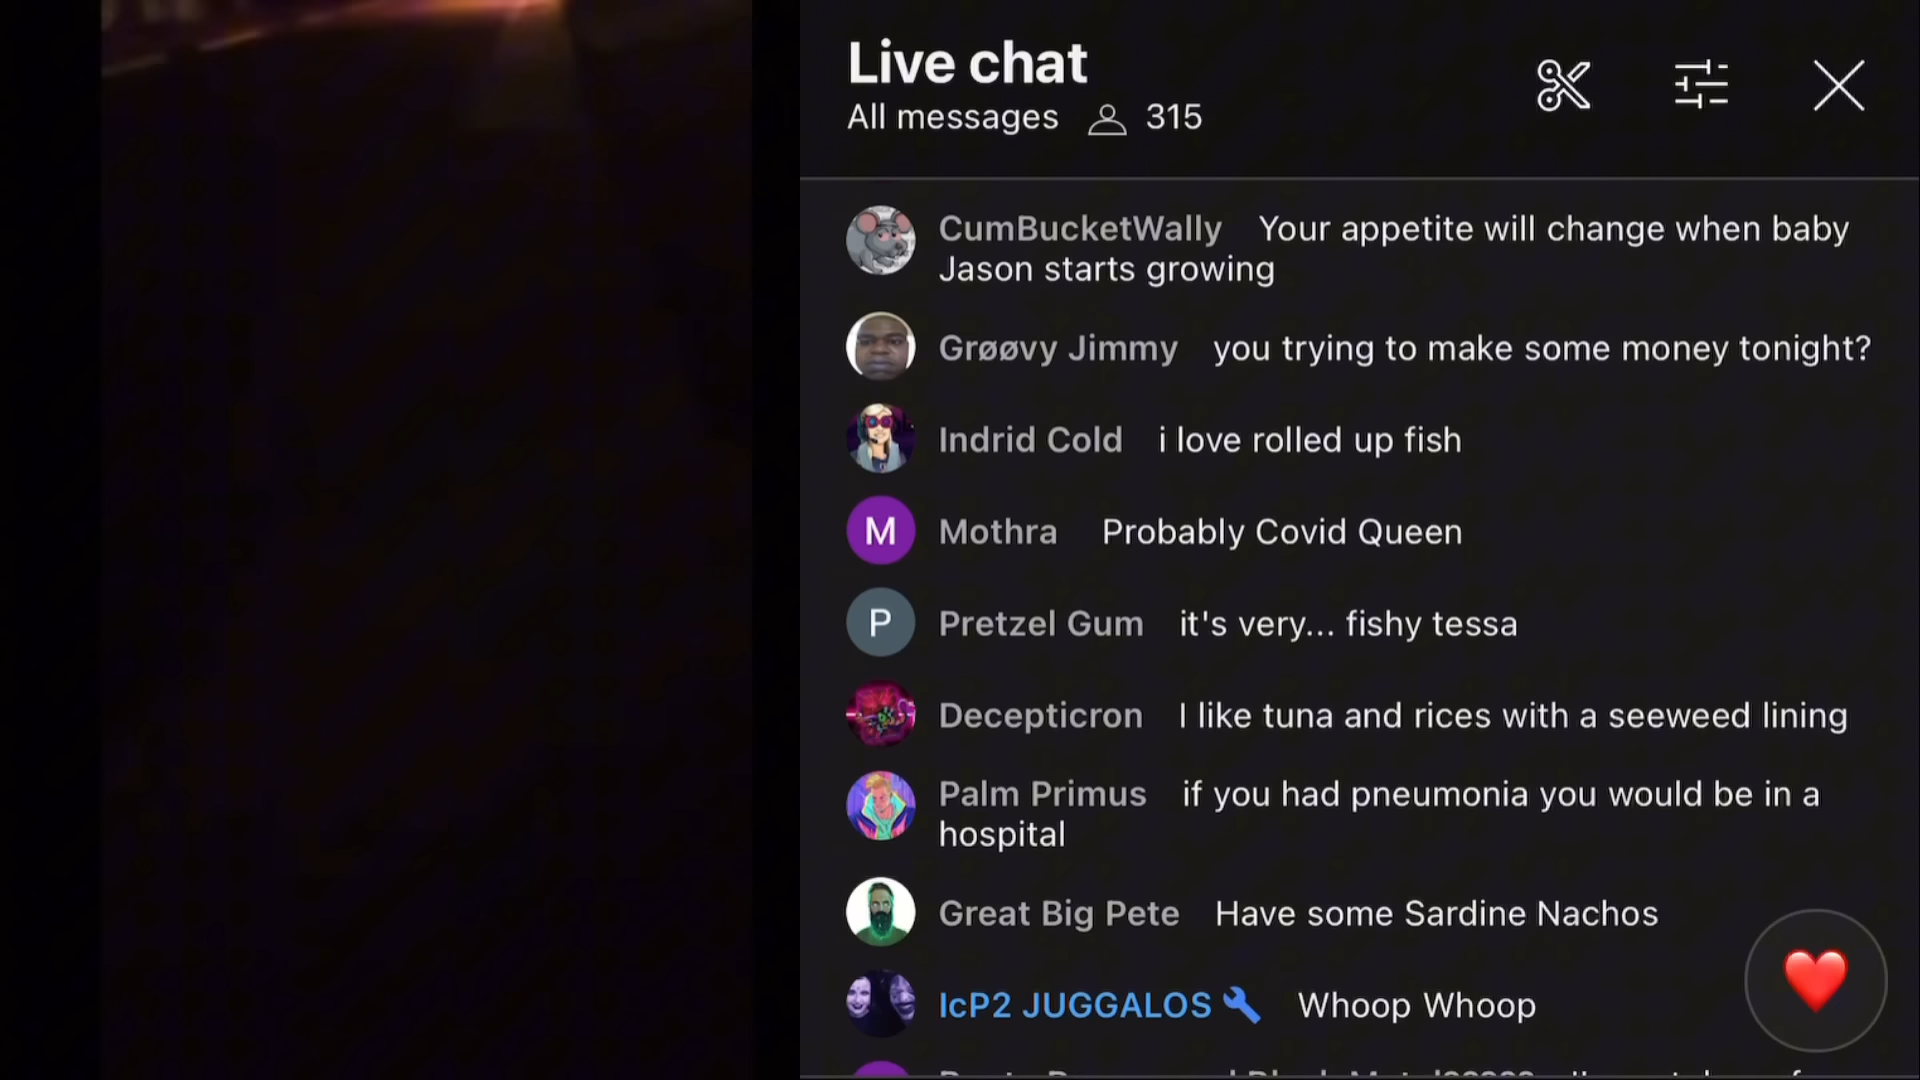 Live chat
All messages 315
CumBucketWally Your appetite will change when baby
Jason starts growing
Grøøvy Jimmy you trying to make some money tonight?
Indrid Cold i love rolled up fish
M Mothra Probably Covid Queen
P Pretzel Gum it's very... fishy tessa
Decepticron I like tuna and rices with a seeweed lining
Palm Primus if you had pneumonia you would be in a
hospital
Great Big Pete Have some Sardine Nachos
IcP2 JUGGALOS Whoop Whoop